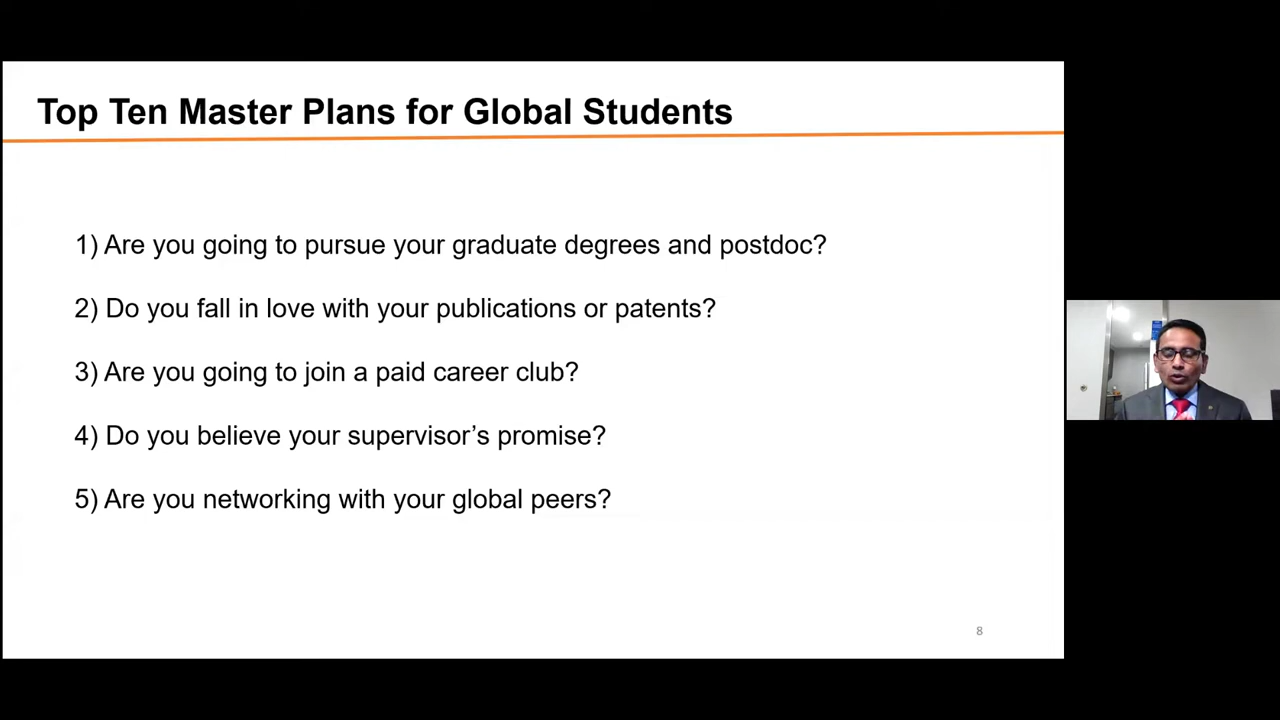 Top Ten Master Plans for Global Students
1) Are you going to pursue your graduate degrees and postdoc?
2) Do you fall in love with your publications or patents?
3) Are you going to join a paid career club?
4) Do you believe your supervisor’s promise?
5) Are you networking with your global peers?
8